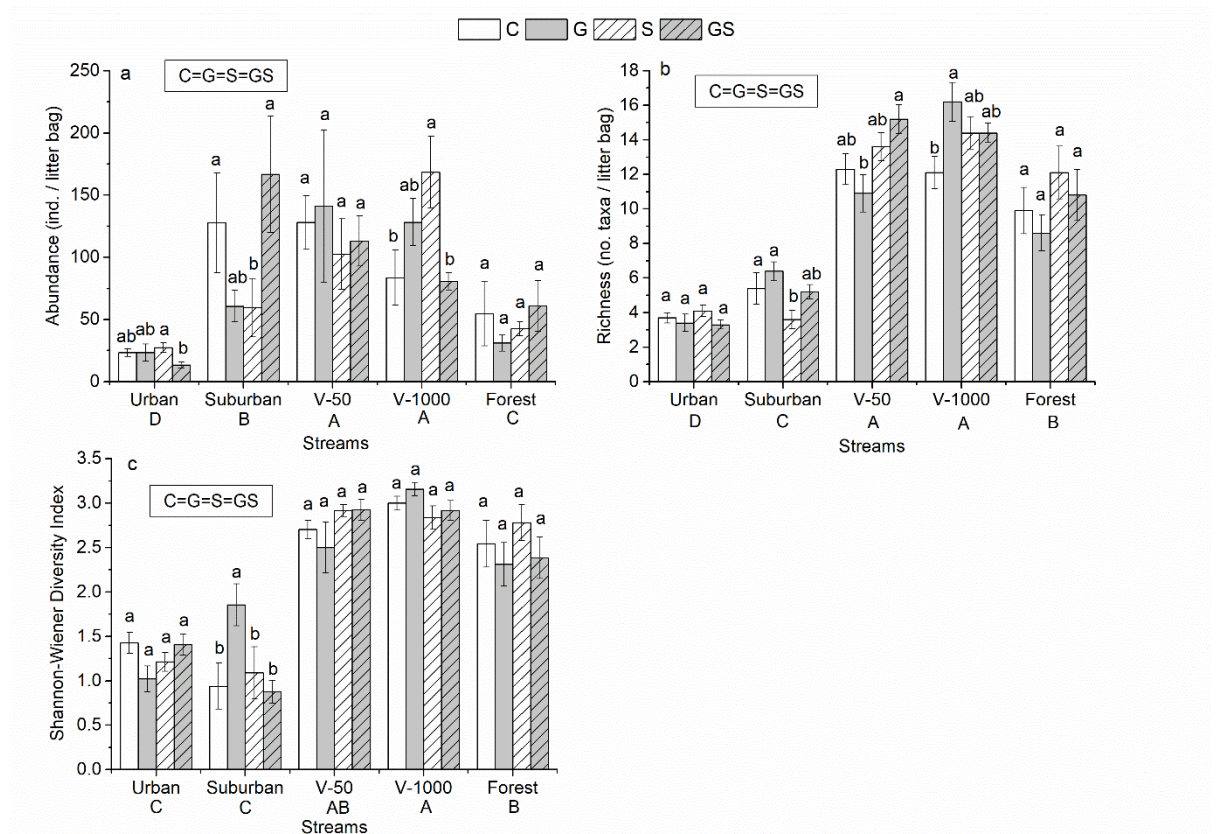 C G S GS
a
C=G=S=GS
250
200
150
100
50
0
Abundance (ind. / litter bag)
ab ab a b
a ab b a
a a a a
b ab a b
a a a a
Urban Suburban V-50 V-1000 Forest
D B A A C
Streams
b
C=G=S=GS
18
16
14
12
10
8
6
4
2
0
Richness (no. taxa / litter bag)
a a a a
a a b ab
ab b ab a
b a ab ab
a a a a
Urban Suburban V-50 V-1000 Forest
D C A A B
Streams
c
C=G=S=GS
3.5
3.0
2.5
2.0
1.5
1.0
0.5
0.0
Shannon-Wiener Diversity Index
a a a a
b a b b
a a a a
a a a a
a a a a
Urban Suburban V-50 V-1000 Forest
C C AB A B
Streams